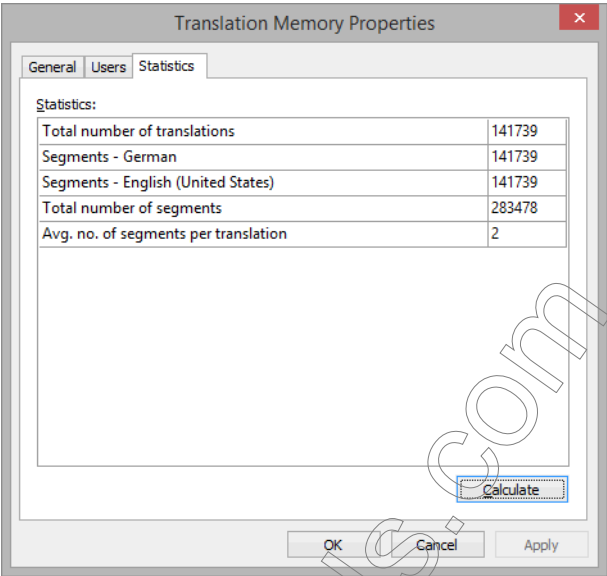 Translation Memory Properties
General Users Statistics
Statistics:
Total number of translations 141739
Segments - German 141739
Segments - English (United States) 141739
Total number of segments 283478
Avg. no. of segments per translation 2
Calculate
OK Cancel Apply
s.com